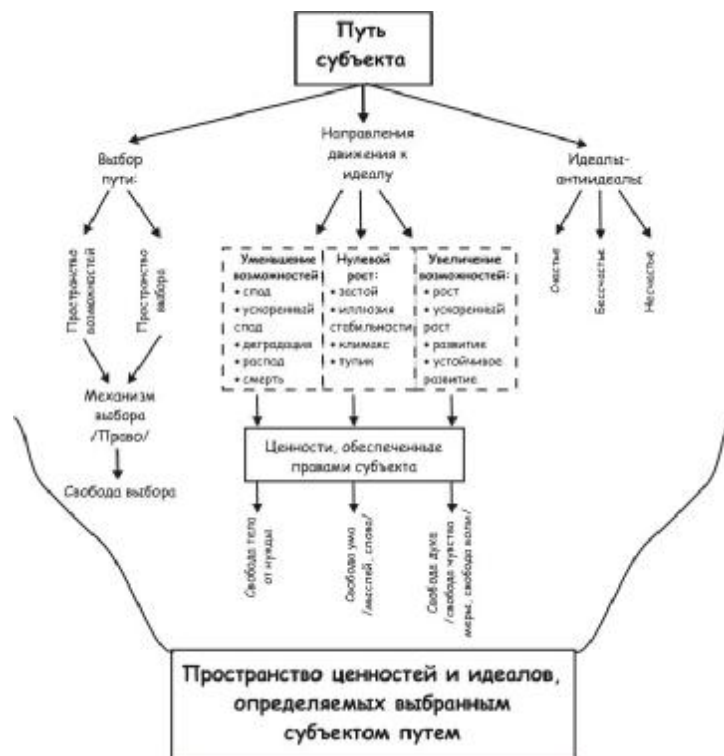 Путь
субъекта
Выбор
пути:
Направления
движения к
идеалу
Идеалы-
антиидеалы:
Пространство
возможностей
Пространство
выбора
Уменьшение
возможностей
• спад
• ускоренный
спад
• деградация
• распад
• смерть
Нулевой
рост:
• застой
• иллюзия
стабильности
• климакс
• тупик
Увеличение
возможностей:
• рост
• ускоренный
рост
• развитие
• устойчивое
развитие
Счастье
Бессчастье
Несчастье
Механизм
выбора
/Право/
Свобода выбора
Ценности, обеспеченные
правами субъекта
Свобода тела
от нужды
Свобода ума
/мыслей, слова/
Свобода духа
/свобода чувства
меры, свобода воли/
Пространство ценностей и идеалов,
определяемых выбранным
субъектом путем